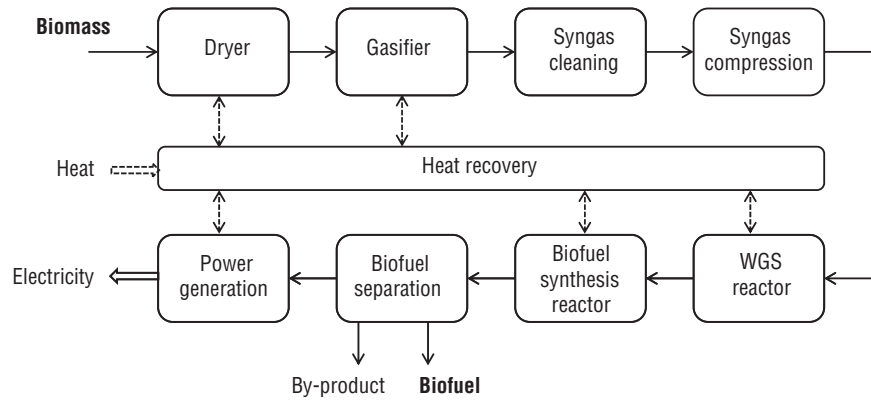 Biomass
Dryer
Gasifier
Syngas
cleaning
Syngas
compression
Heat
Heat recovery
Electricity
Power
generation
Biofuel
separation
Biofuel
synthesis
reactor
WGS
reactor
By-product
Biofuel